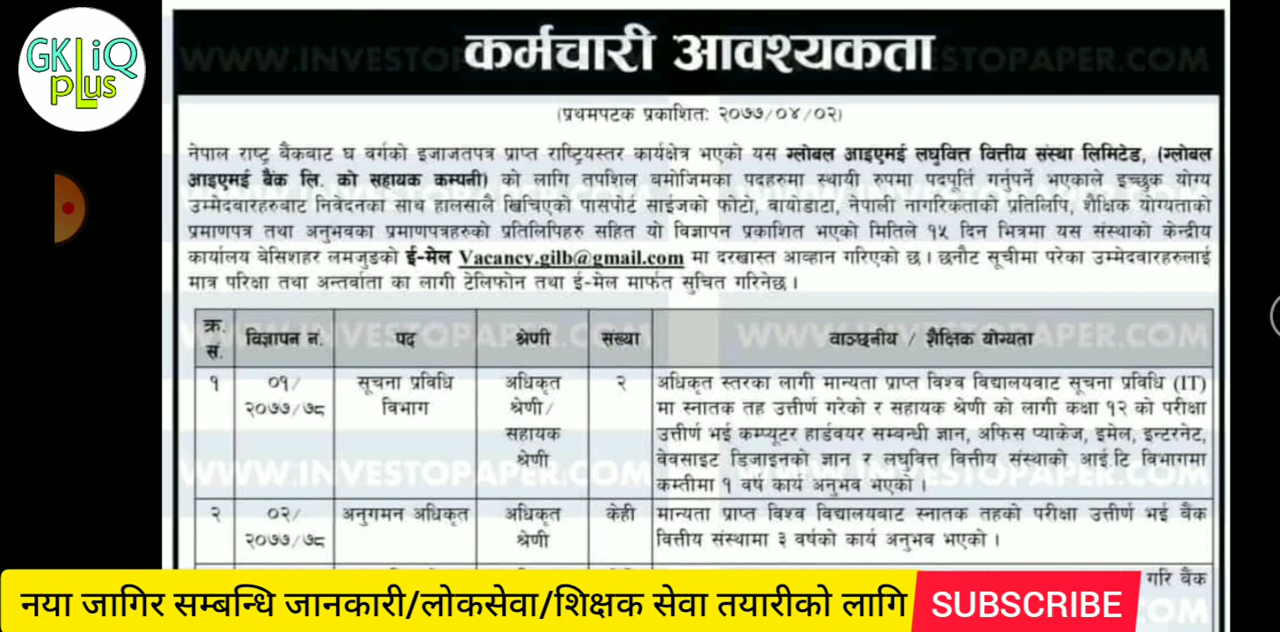 GKLiQ
plus
कर्मचारी आवश्यकता
(प्रथमपटक प्रकाशितः २०७७/०४/०२)
नेपाल राष्ट्र बैंकबाट घ वर्गको इजाजतपत्र प्राप्त राष्ट्रियस्तर कार्यक्षेत्र भएको यस ग्लोबल आइएमई लघुवित्त वित्तीय संस्था लिमिटेड, (ग्लोबल
आइएमई बैंक लि. को सहायक कम्पनी) को लागि तपशिल बमोजिमका पदहरुमा स्थायी रुपमा पदपूर्ति गर्नुपर्ने भएकाले इच्छुक योग्य
उम्मेदवारहरुबाट निवेदनका साथ हालसालै खिचिएको पासपोर्ट साईजको फोटो, बायोडाटा, नेपाली नागरिकताको प्रतिलिपि, शैक्षिक योग्यताको
प्रमाणपत्र तथा अनुभवका प्रमाणपत्रहरुको प्रतिलिपिहरु सहित यो विज्ञापन प्रकाशित भएको मितिले १५ दिन भित्रमा यस संस्थाको केन्द्रीय
कार्यालय बेसिशहर लमजुङको ई-मेल Vacancy.gilb@gmail.com मा दरखास्त आव्हान गरिएको छ। छनौट सूचीमा परेका उम्मेदवारहरुलाई
मात्र परिक्षा तथा अन्तर्वाता का लागी टेलिफोन तथा ई-मेल मार्फत सुचित गरिनेछ।
क्र. सं. विज्ञापन न. पद श्रेणी संख्या वाञ्छनीय / शैक्षिक योग्यता
१ ०१/ सूचना प्रविधि अधिकृत २ अधिकृत स्तरका लागी मान्यता प्राप्त विश्व विद्यालयवाट सूचना प्रविधि (IT)
२०७७/७८ विभाग श्रेणी/ मा स्नातक तह उत्तीर्ण गरेको र सहायक श्रेणी को लागी कक्षा १२ को परीक्षा
सहायक उत्तीर्ण भई कम्प्यूटर हार्डवयर सम्बन्धी ज्ञान, अफिस प्याकेज, इमेल, इन्टरनेट,
श्रेणी वेवसाइट डिजाइनको ज्ञान र लघुवित्त वित्तीय संस्थाको आई.टि विभागमा
कम्तीमा १ वर्ष कार्य अनुभव भएको।
२ ०२/ अनुगमन अधिकृत अधिकृत केही मान्यता प्राप्त विश्व विद्यालयवाट स्नातक तहको परीक्षा उत्तीर्ण भई बैंक
२०७७/७८ श्रेणी वित्तिय संस्थामा ३ वर्षको कार्य अनुभव भएको।
गरि बैंक
नया जागिर सम्बन्धि जानकारी/लोकसेवा/शिक्षक सेवा तयारीको लागि SUBSCRIBE